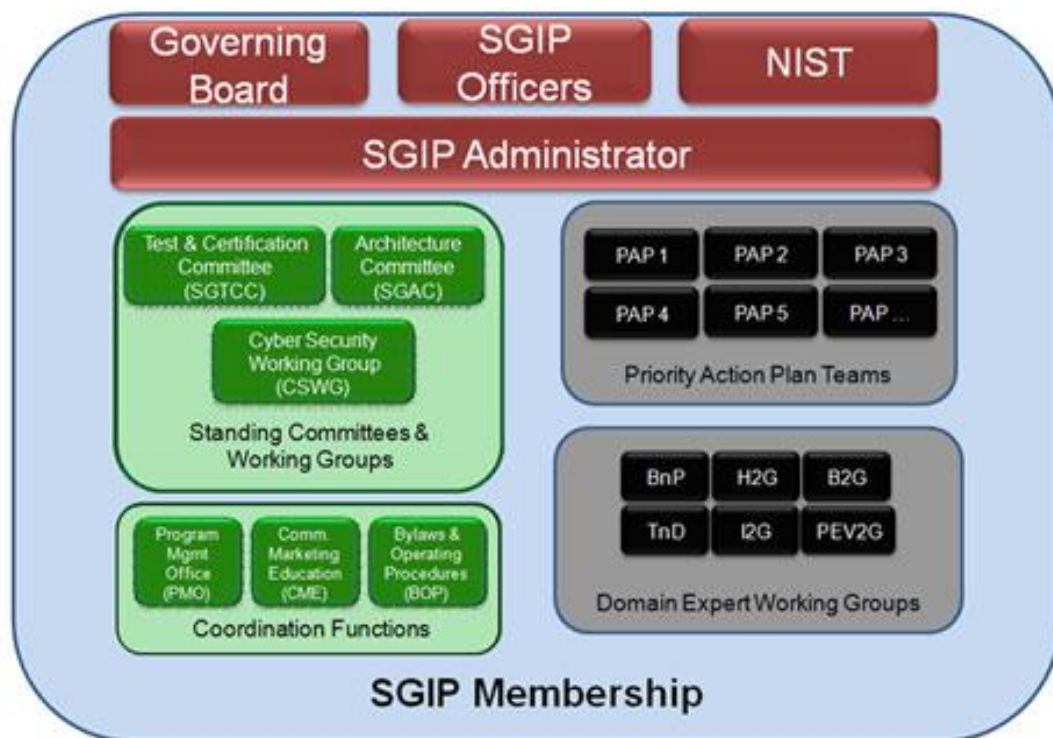 Governing
Board
SGIP
Officers
NIST
SGIP Administrator
Test & Certification
Committee
(SGTCC)
Architecture
Committee
(SGAC)
Cyber Security
Working Group
(CSWG)
Standing Committees &
Working Groups
PAP 1
PAP 2
PAP 3
PAP 4
PAP 5
PAP ...
Priority Action Plan Teams
Program
Mgmt
Office
(PMO)
Comm.
Marketing
Education
(CME)
Bylaws &
Operating
Procedures
(BOP)
Coordination Functions
BnP
H2G
B2G
TnD
I2G
PEV2G
Domain Expert Working Groups
SGIP Membership